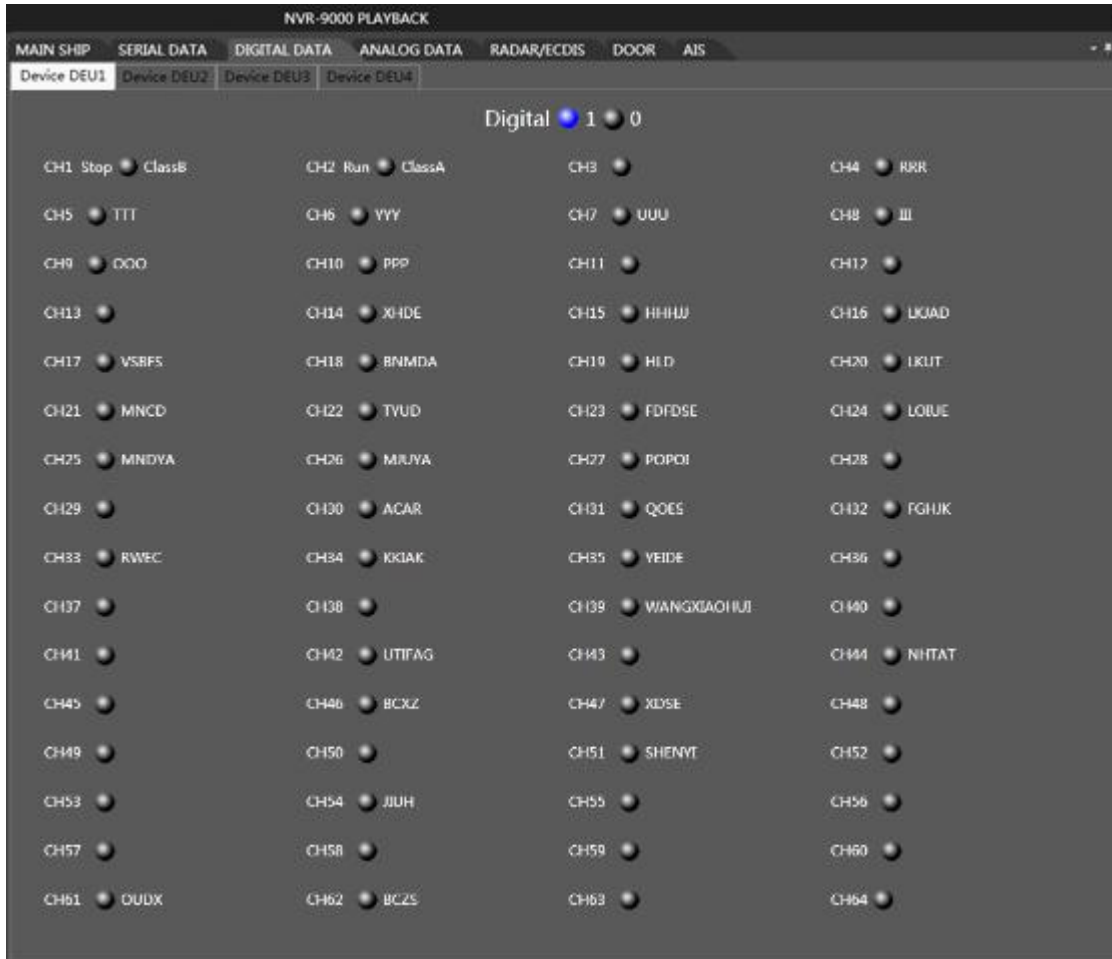 NVR-9000 PLAYBACK
MAIN SHIP SERIAL DATA DIGITAL DATA ANALOG DATA RADAR/ECDIS DOOR AIS
Device DEU1 Device DEU2 Device DEU3 Device DEU4
Digital 1 0
CH1 Stop ClassB CH2 Run ClassA CH3 CH4 RRR
CH5 TTT CH6 YYY CH7 UUU CH8 III
CH9 OOO CH10 PPP CH11 CH12
CH13 CH14 XHDE CH15 HHHJJ CH16 LKJAD
CH17 CH18 BNMDA CH19 HLD CH20 LKUT
CH21 MNCD CH22 TYUD CH23 FDFDSE CH24 LOIUE
CH25 MNDYA CH26 CH27 POPOI CH28
CH29 CH30 ACAR CH31 QOES CH32 FGHJK
CH33 RWEC CH34 KKIAK CH35 YEIDE CH36
CH37 CH38 CH39 WANGXIAOHUI CH40
CH41 CH42 UTIFAG CH43 CH44 NHTAT
CH45 CH46 BCXZ CH47 XDSE CH48
CH49 CH50 CH51 SHENYI CH52
CH53 CH54 JIUH CH55 CH56
CH57 CH58 CH59 CH60
CH61 OUDX CH62 BCZS CH63 CH64